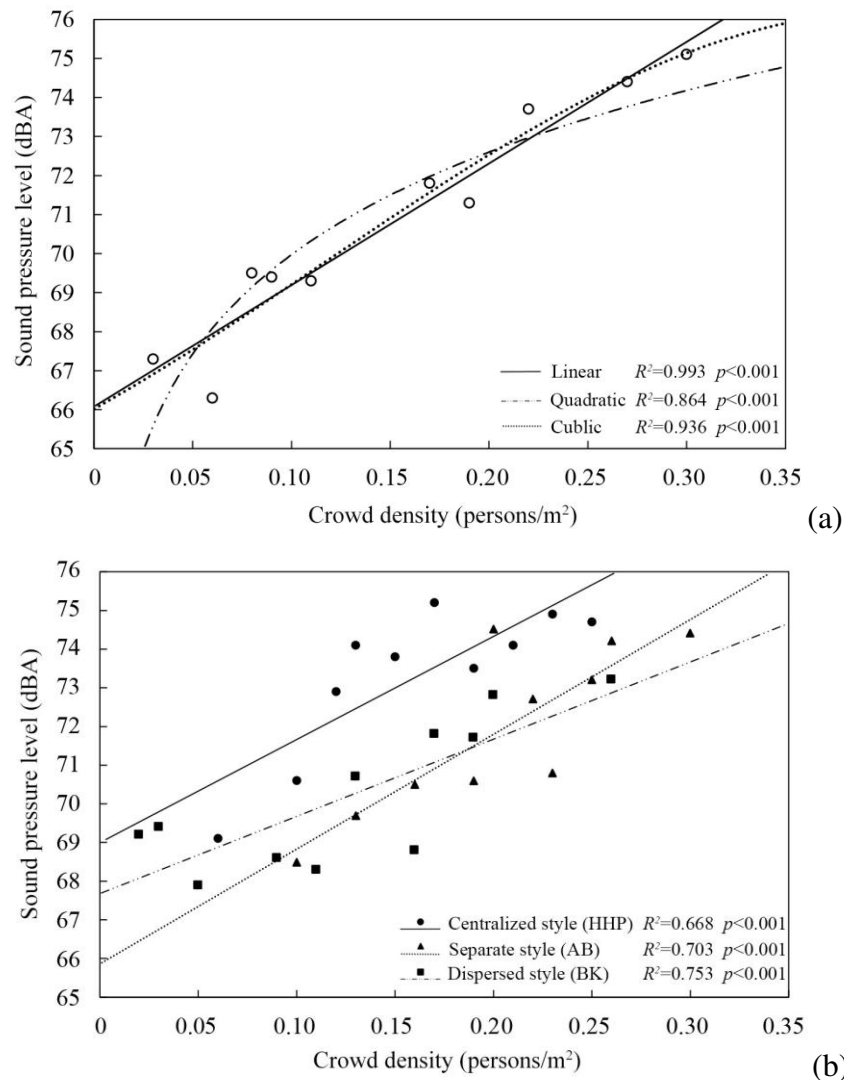 76
75
74
73
72
71
70
69
68
67
66
65
Sound pressure level (dBA)
Linear R²=0.993 p<0.001
Quadratic R²=0.864 p<0.001
Cublic R²=0.936 p<0.001
0 0.05 0.10 0.15 0.20 0.25 0.30 0.35
Crowd density (persons/m²)
(a)
76
75
74
73
72
71
70
69
68
67
66
65
Sound pressure level (dBA)
Centralized style (HHP) R²=0.668 p<0.001
Separate style (AB) R²=0.703 p<0.001
Dispersed style (BK) R²=0.753 p<0.001
0 0.05 0.10 0.15 0.20 0.25 0.30 0.35
Crowd density (persons/m²)
(b)